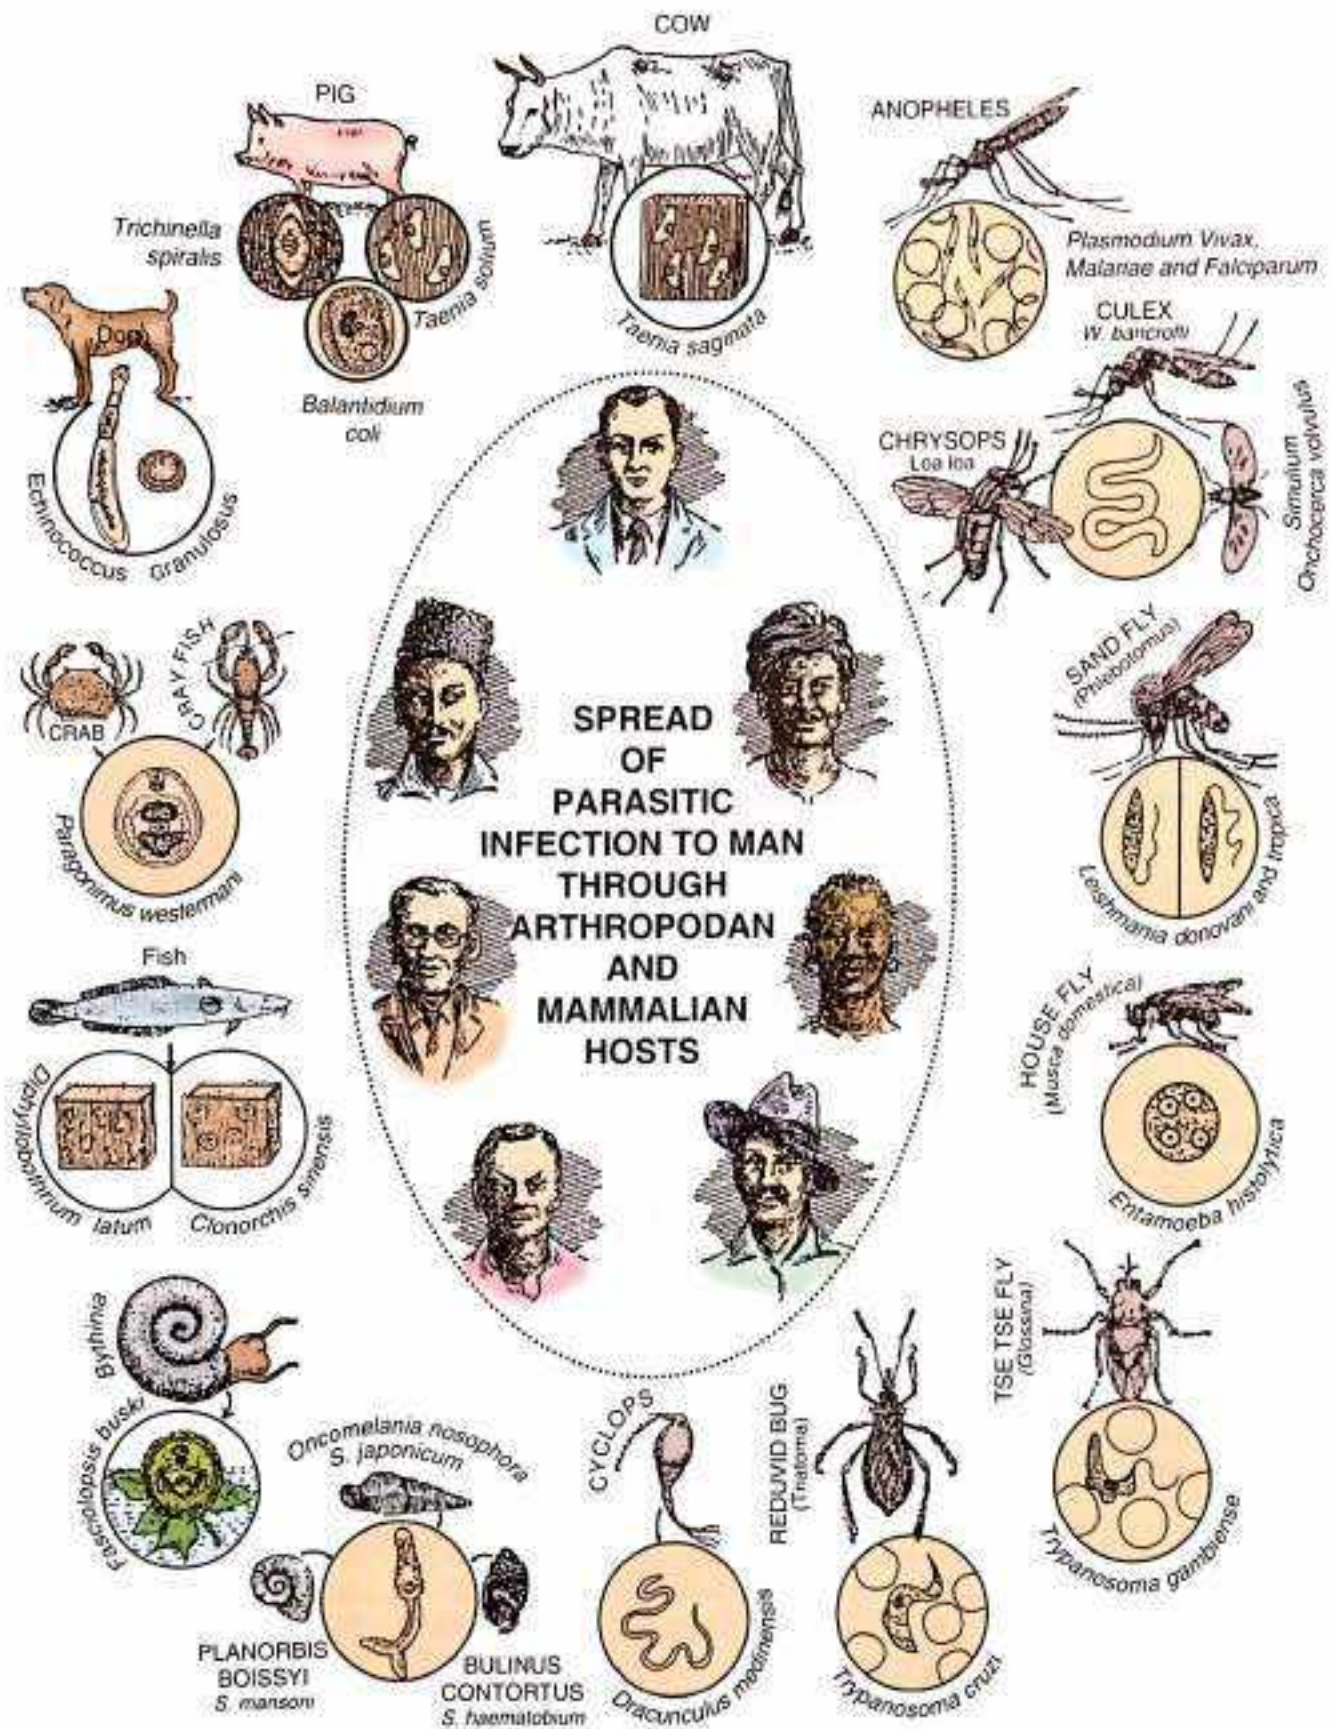 COW
PIG
Trichinella
spiralis
Taenia solium
Balantidium
coli
Taenia saginata
ANOPHELES
Plasmodium Vivax,
Malariae and Falciparum
CULEX
W. bancrofti
CHRYSOPS
Loa loa
Simulium
Onchocerca volvulus
Dog
Echinococcus Granulosus
CRAB
CRAY FISH
Paragonimus westermani
SAND FLY
(Phlebotomus)
Leishmania donovani and tropica
SPREAD
OF
PARASITIC
INFECTION TO MAN
THROUGH
ARTHROPODAN
AND
MAMMALIAN
HOSTS
Fish
Diphyllobothrium latum
Clonorchis sinensis
HOUSE FLY
(Musca domestica)
Entamoeba histolytica
Bythinia
Fasciolopsis buski
TSE TSE FLY
(Glossina)
Trypanosoma gambiense
Oncomelania nosophora
S. japonicum
PLANORBIS
BOISSYI
S. mansoni
BULINUS
CONTORTUS
S. haematobium
CYCLOPS
Dracunculus medinensis
REDUVID BUG
(Triatoma)
Trypanosoma cruzi